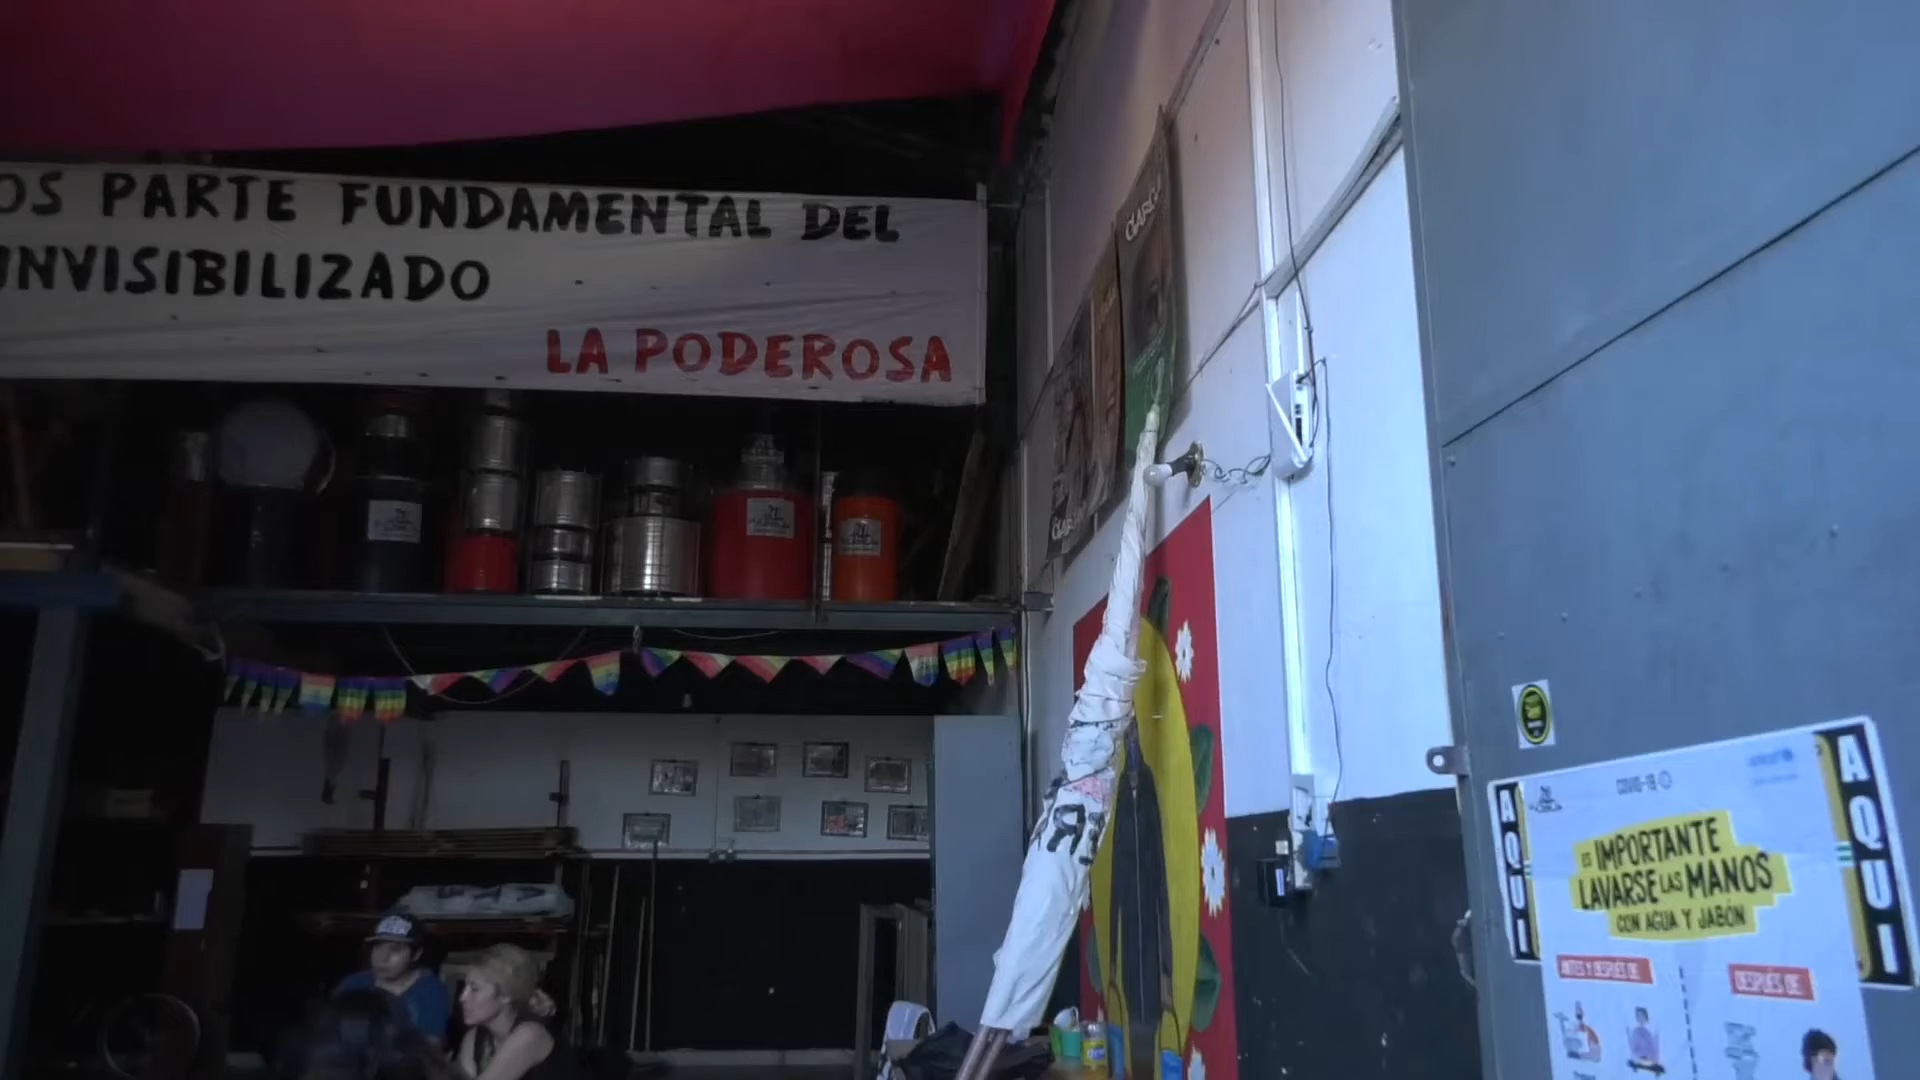 OS PARTE FUNDAMENTAL DEL
INVISIBILIZADO
LA PODEROSA
COVID-19
ES IMPORTANTE
LAVARSE LAS MANOS
CON AGUA Y JABÓN
ANTES Y DESPUÉS DE
DESPUÉS DE
AQUI
AQUI